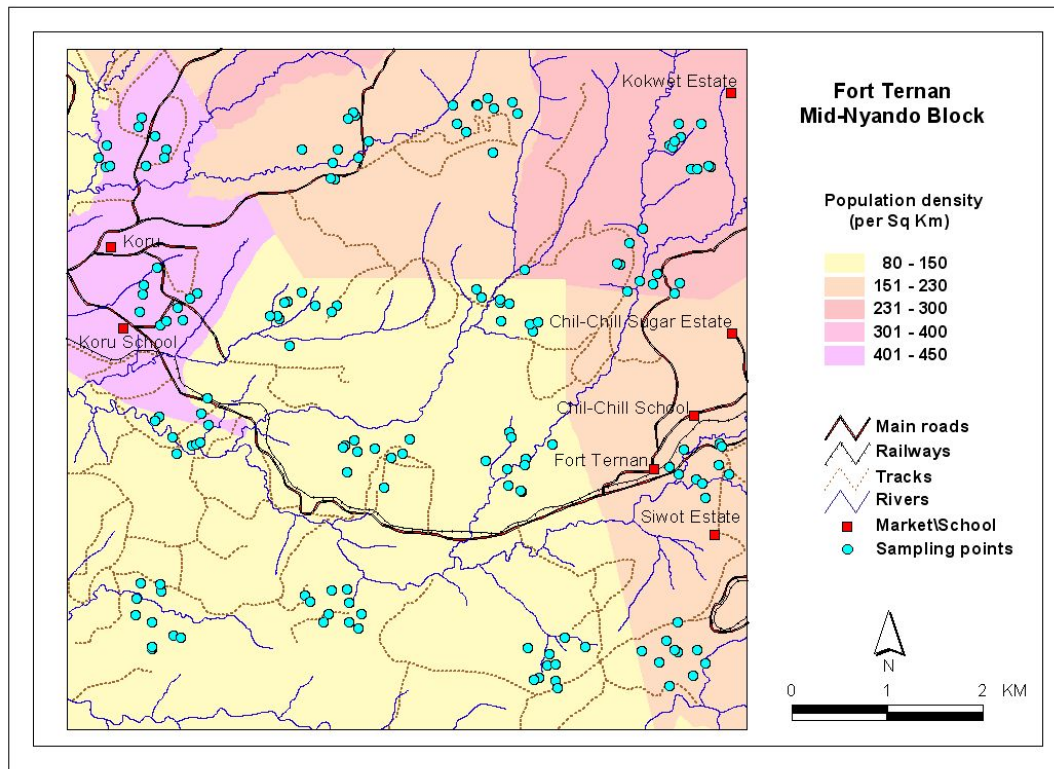 Fort Ternan
Mid-Nyando Block
Kokwet Estate
Koru
Koru School
Chil-Chill Sugar Estate
Chil-Chill School
Fort Ternan
Siwot Estate
Population density
(per Sq Km)
80 - 150
151 - 230
231 - 300
301 - 400
401 - 450
Main roads
Railways
Tracks
Rivers
Market\School
Sampling points
N
0 1 2 KM